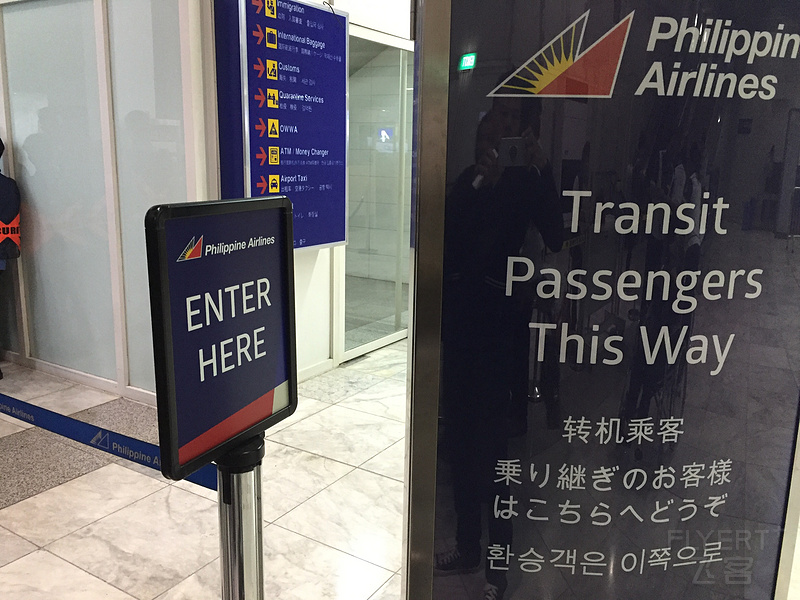 Immigration
International Baggage
Customs
Quarantine Services
OWWA
ATM / Money Changer
Airport Taxi
Philippine Airlines
ENTER
HERE
Philippine Airlines
Philippin
Airlines
Transit
Passengers
This Way
转机乘客
乗り継ぎのお客様
はこちらへどうぞ
환승객은 이쪽으로
FLYERT
飞客